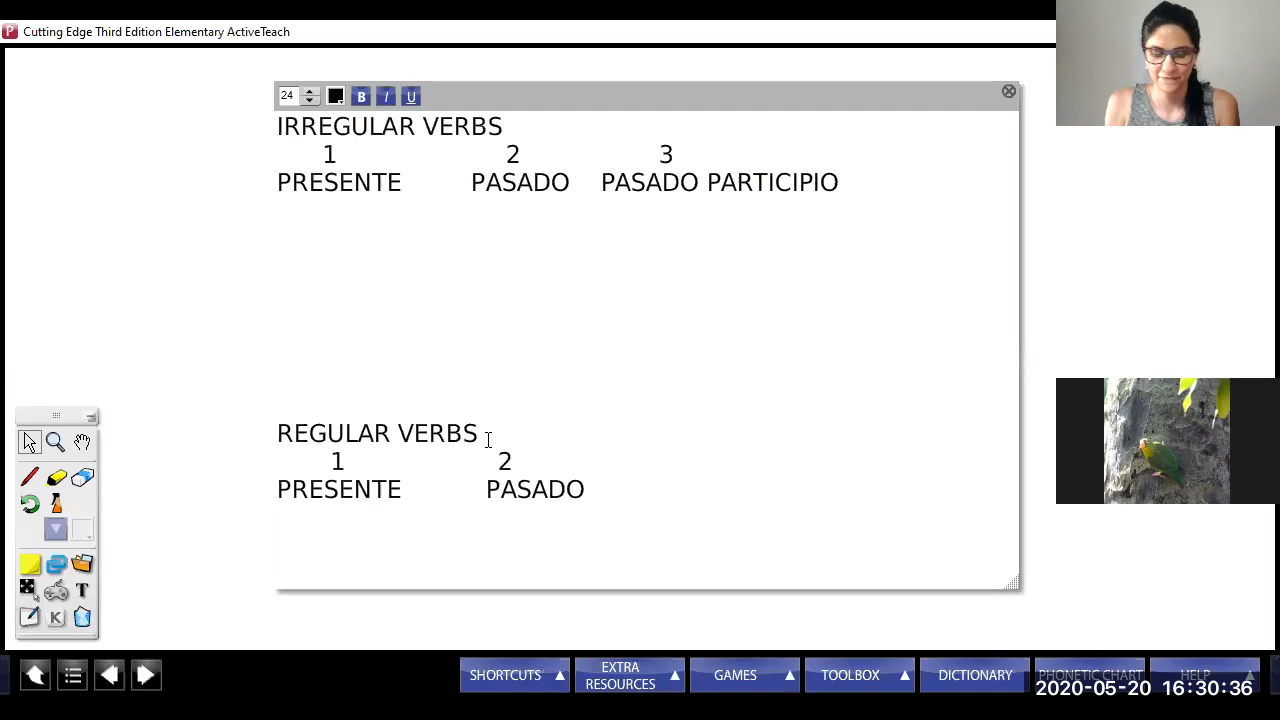 Cutting Edge Third Edition Elementary ActiveTeach
24 B I U
IRREGULAR VERBS
1 2 3
PRESENTE PASADO PASADO PARTICIPIO
REGULAR VERBS
1 2
PRESENTE PASADO
T
K
SHORTCUTS
EXTRA
RESOURCES
GAMES
TOOLBOX
DICTIONARY
PHONETIC CHART
HELP
2020-05-20 16:30:36